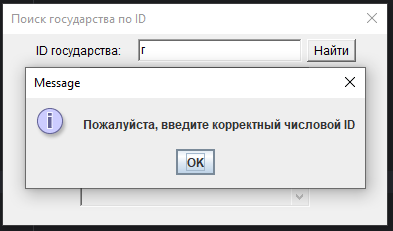 Поиск государства по ID
ID государства:
г
Найти
Message
Пожалуйста, введите корректный числовой ID
OK